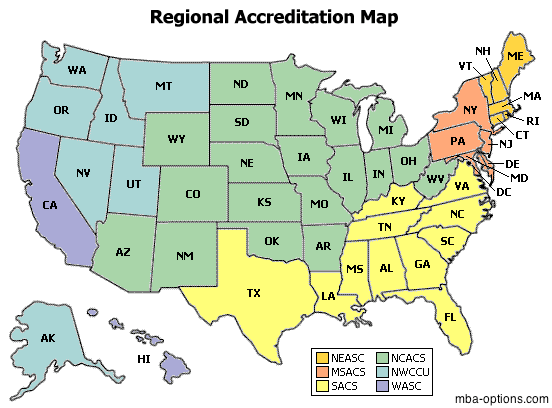 Regional Accreditation Map
WA
MT
ND
MN
VT
NH
ME
OR
ID
SD
WI
MI
NY
MA
RI
CT
WY
NE
IA
PA
NJ
NV
UT
CO
IL
IN
OH
WV
VA
DE
MD
DC
CA
KS
MO
KY
NC
TN
AZ
NM
OK
AR
SC
MS
AL
GA
TX
LA
FL
AK
HI
NEASC
NCACS
MSACS
NWCCU
SACS
WASC
mba-options.com